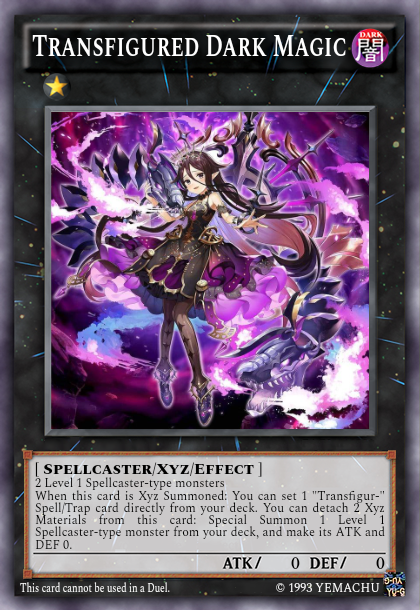 TRANSFIGURED DARK MAGIC
DARK
闇
[ SPELLCASTER/XYZ/EFFECT ]
2 Level 1 Spellcaster-type monsters
When this card is Xyz Summoned: You can set 1 "Transfigur-"
Spell/Trap card directly from your deck. You can detach 2 Xyz
Materials from this card: Special Summon 1 Level 1
Spellcaster-type monster from your deck, and make its ATK and
DEF 0.
ATK/ 0 DEF/ 0
This card cannot be used in a Duel.
© 1993 YEMACHU